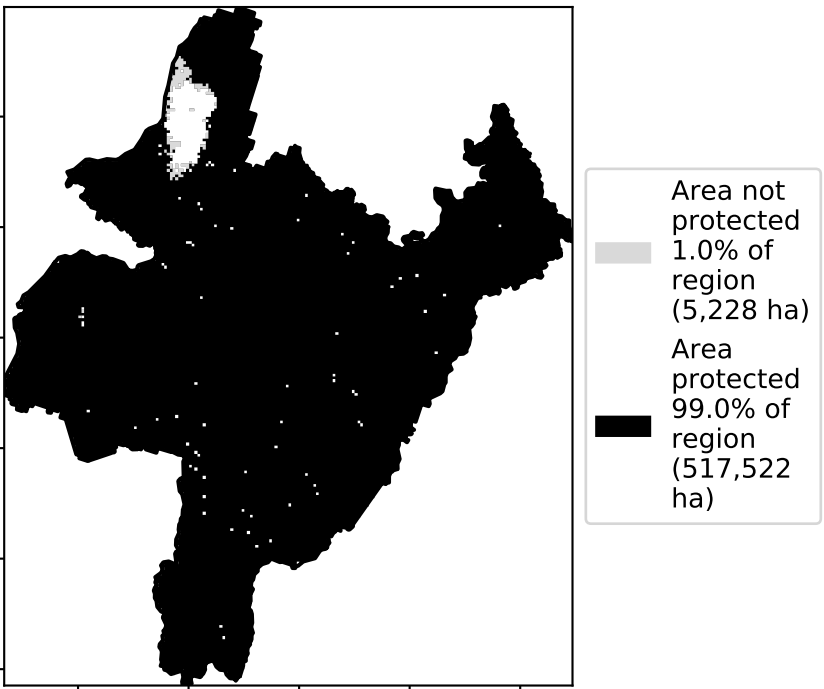 Area not
protected
1.0% of
region
(5,228 ha)
Area
protected
99.0% of
region
(517,522
ha)